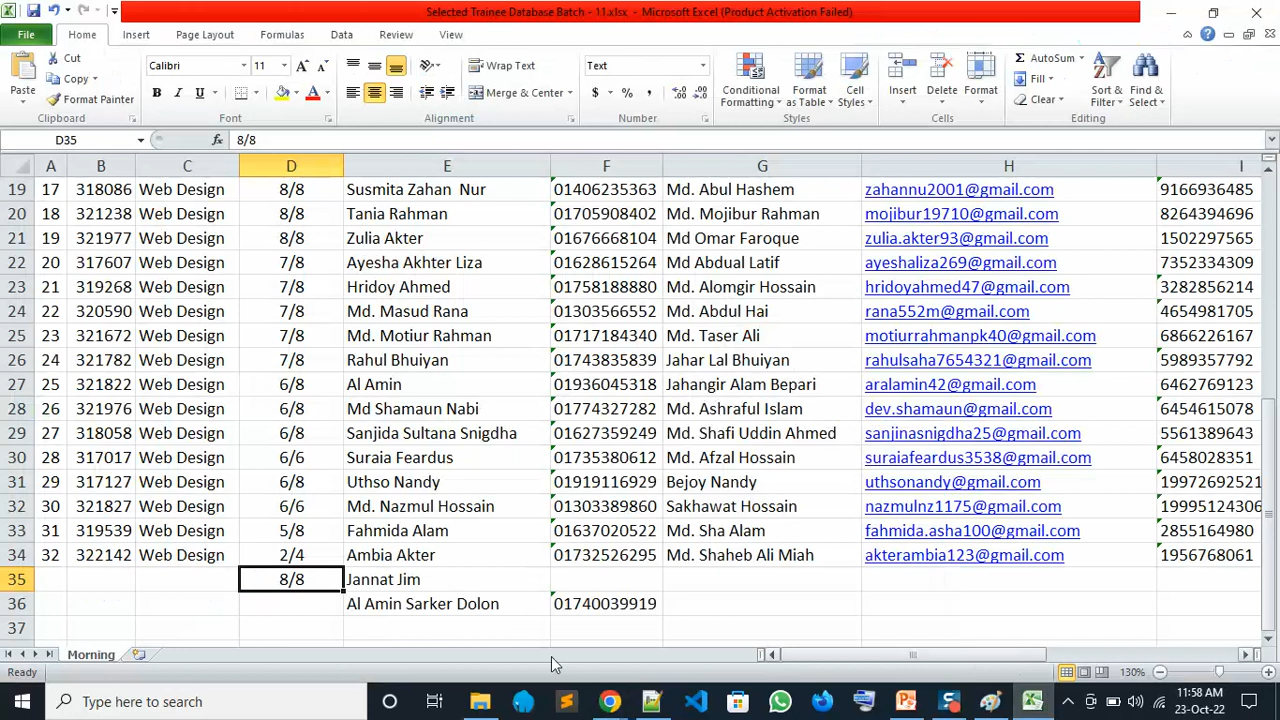 Selected Trainee Database Batch - 11.xlsx - Microsoft Excel (Product Activation Failed)
File Home Insert Page Layout Formulas Data Review View
Cut Calibri 11 Wrap Text Text AutoSum
Copy Fill
Paste Format Painter Merge & Center Conditional Formatting Format as Table Cell Styles Insert Delete Format Clear Sort & Filter Find & Select
Clipboard Font Alignment Number Styles Cells Editing
D35 fx 8/8
A B C D E F G H I
19 17 318086 Web Design 8/8 Susmita Zahan Nur 01406235363 Md. Abul Hashem zahannu2001@gmail.com 9166936485
20 18 321238 Web Design 8/8 Tania Rahman 01705908402 Md. Mojibur Rahman mojibur19710@gmail.com 8264394696
21 19 321977 Web Design 8/8 Zulia Akter 01676668104 Md Omar Faroque zulia.akter93@gmail.com 1502297565
22 20 317607 Web Design 7/8 Ayesha Akhter Liza 01628615264 Md Abdual Latif ayeshaliza269@gmail.com 7352334309
23 21 319268 Web Design 7/8 Hridoy Ahmed 01758188880 Md. Alomgir Hossain hridoyahmed47@gmail.com 3282856214
24 22 320590 Web Design 7/8 Md. Masud Rana 01303566552 Md. Abdul Hai rana552m@gmail.com 4654981705
25 23 321672 Web Design 7/8 Md. Motiur Rahman 01717184340 Md. Taser Ali motiurrahmanpk40@gmail.com 6866226167
26 24 321782 Web Design 7/8 Rahul Bhuiyan 01743835839 Jahar Lal Bhuiyan rahulsaha7654321@gmail.com 5989357792
27 25 321822 Web Design 6/8 Al Amin 01936045318 Jahangir Alam Bepari aralamin42@gmail.com 6462769123
28 26 321976 Web Design 6/8 Md Shamaun Nabi 01774327282 Md. Ashraful Islam dev.shamaun@gmail.com 6454615078
29 27 318058 Web Design 6/8 Sanjida Sultana Snigdha 01627359249 Md. Shafi Uddin Ahmed sanjinasnigdha25@gmail.com 5561389643
30 28 317017 Web Design 6/6 Suraia Feardus 01735380612 Md. Afzal Hossain suraiafeardus3538@gmail.com 6458028351
31 29 317127 Web Design 6/8 Uthso Nandy 01919116929 Bejoy Nandy uthsonandy@gmail.com 19972692521
32 30 321827 Web Design 6/6 Md. Nazmul Hossain 01303389860 Sakhawat Hossain nazmulnz1175@gmail.com 19995124306
33 31 319539 Web Design 5/8 Fahmida Alam 01637020522 Md. Sha Alam fahmida.asha100@gmail.com 2855164980
34 32 322142 Web Design 2/4 Ambia Akter 01732526295 Md. Shaheb Ali Miah akterambia123@gmail.com 1956768061
35 8/8 Jannat Jim
36 Al Amin Sarker Dolon 01740039919
37
Morning
Ready 130%
Type here to search 11:58 AM
23-Oct-22